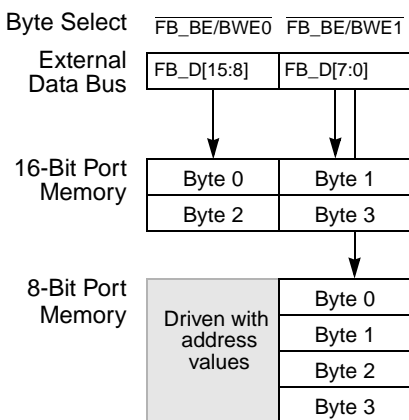 Byte Select FB_BE/BWE0 FB_BE/BWE1
External
Data Bus
FB_D[15:8] FB_D[7:0]
16-Bit Port
Memory
Byte 0 Byte 1
Byte 2 Byte 3
8-Bit Port
Memory
Driven with
address
values
Byte 0
Byte 1
Byte 2
Byte 3